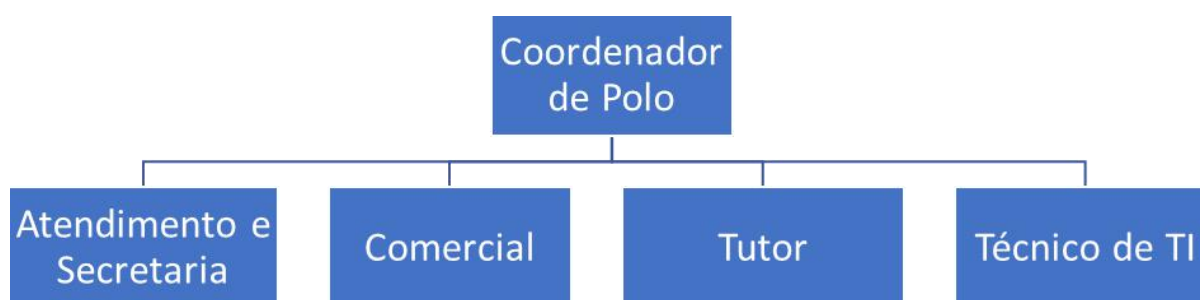 Coordenador
de Polo
Atendimento e
Secretaria
Comercial
Tutor
Técnico de TI